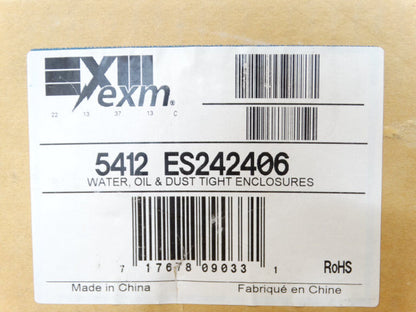 EXM
exm®
22 13 37 13 C
5412 ES242406
WATER, OIL & DUST TIGHT ENCLOSURES
7 17678 09033 1
RoHS
Made in China
Fabriqué en Chine